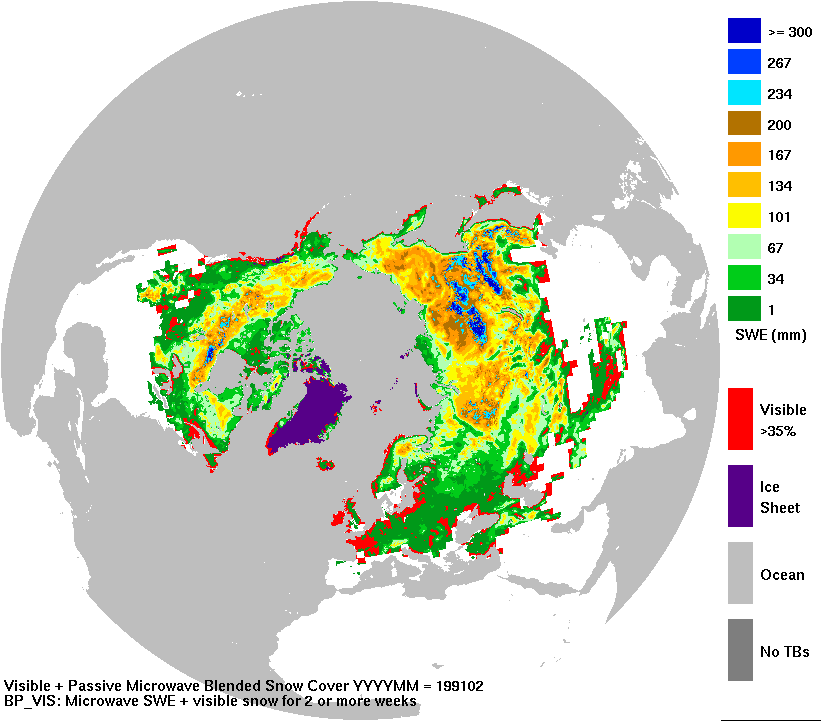 >= 300
267
234
200
167
134
101
67
34
1
SWE (mm)
Visible
>35%
Ice
Sheet
Ocean
No TBs
Visible + Passive Microwave Blended Snow Cover YYYYMM = 199102
BP_VIS: Microwave SWE + visible snow for 2 or more weeks